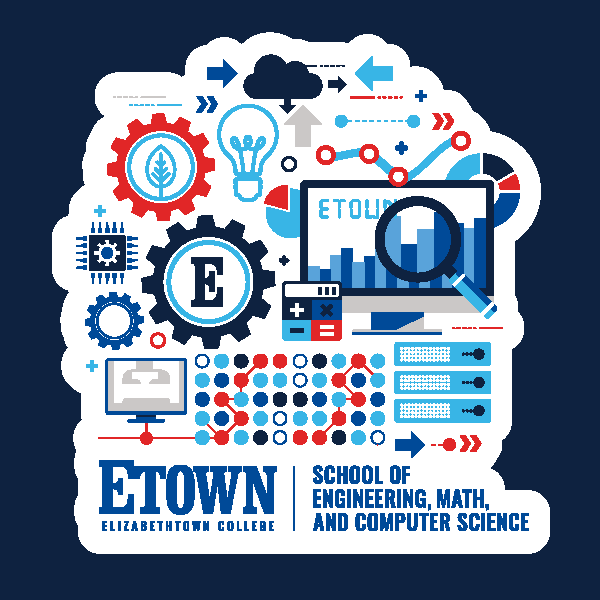 ETOWN
E
ETOWN
ELIZABETHTOWN COLLEGE
SCHOOL OF
ENGINEERING, MATH,
AND COMPUTER SCIENCE